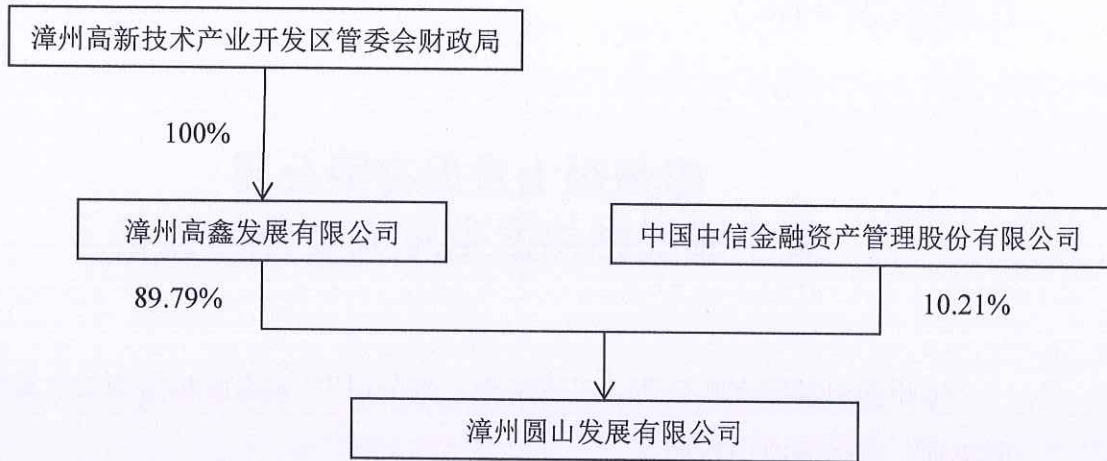 漳州高新技术产业开发区管委会财政局
100%
漳州高鑫发展有限公司
中国中信金融资产管理股份有限公司
89.79%
10.21%
漳州圆山发展有限公司